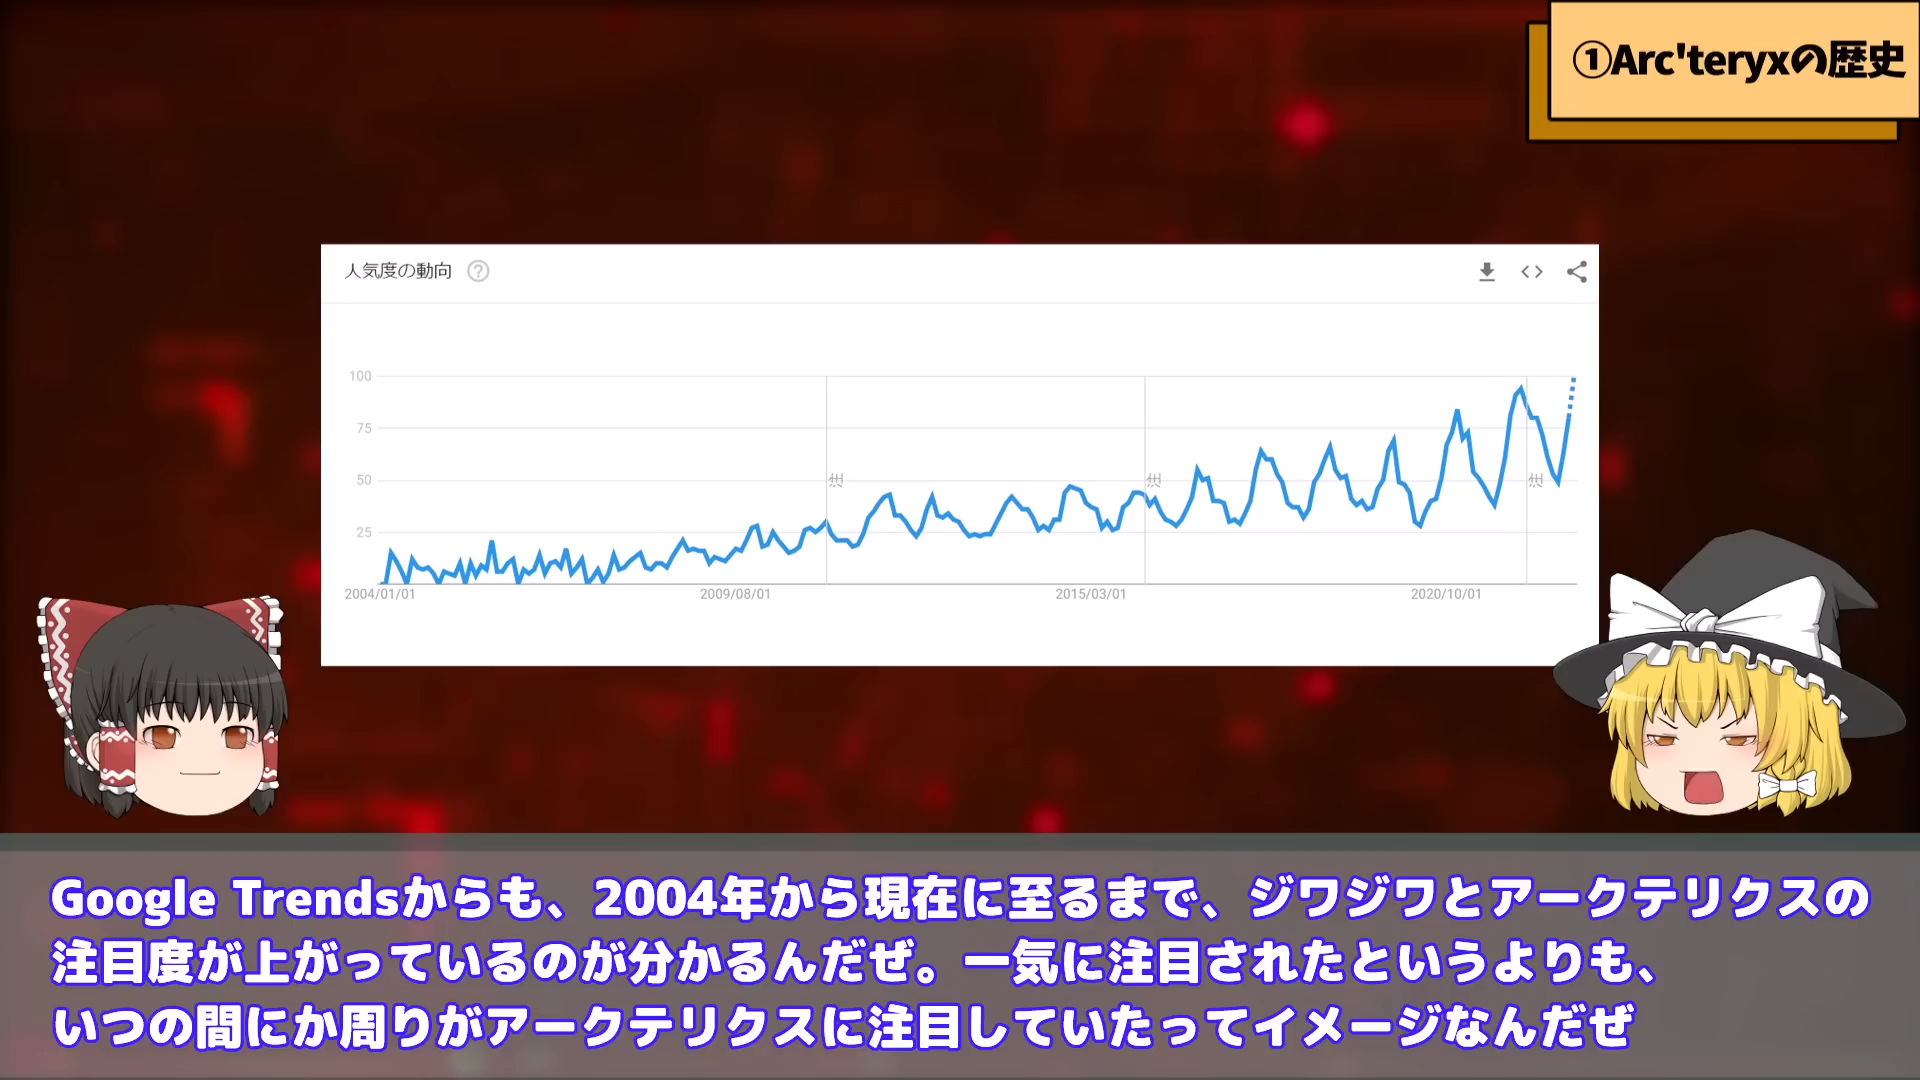 ①Arc'teryxの歴史
人気度の動向
100
75
50
25
注
注
注
2004/01/01
2009/08/01
2015/03/01
2020/10/01
Google Trendsからも、2004年から現在に至るまで、ジワジワとアークテリクスの
注目度が上がっているのが分かるんだぜ。一気に注目されたというよりも、
いつの間にか周りがアークテリクスに注目していたってイメージなんだぜ